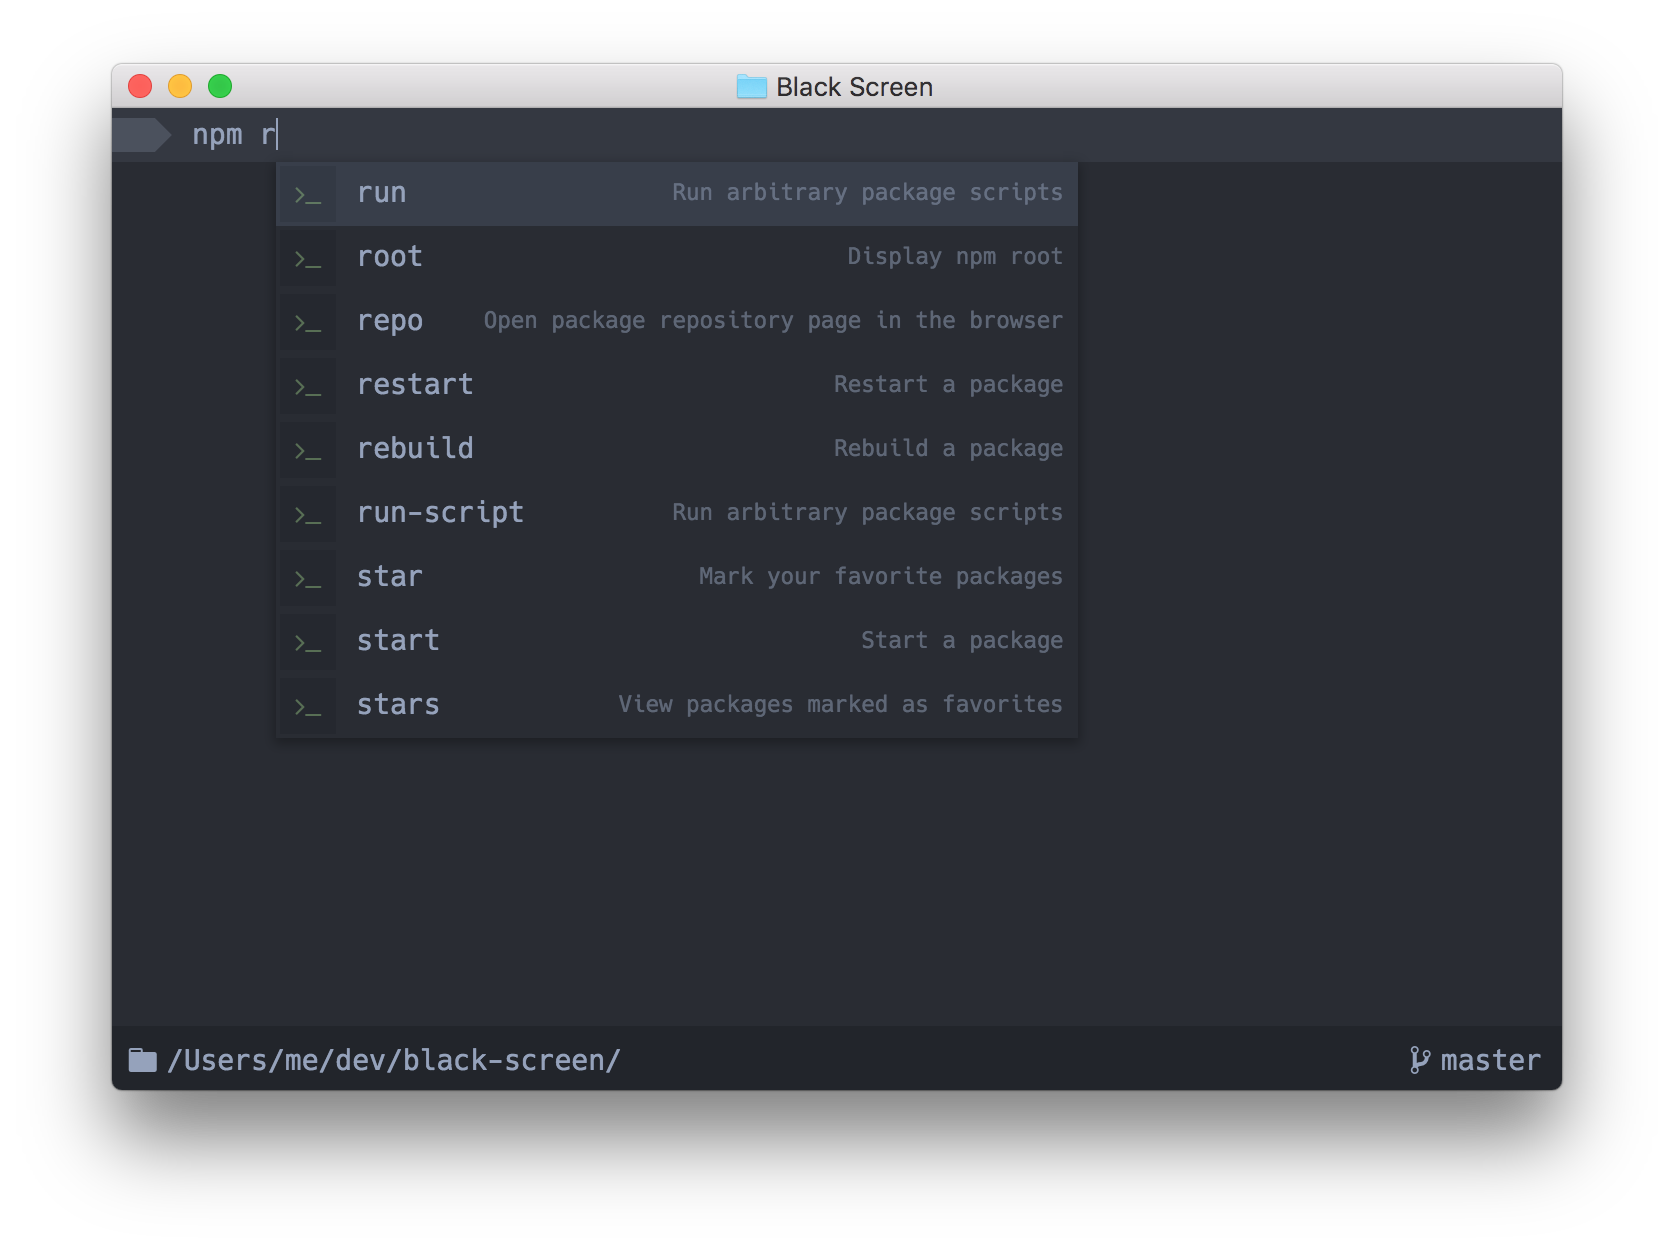 Black Screen
npm r
>_ run Run arbitrary package scripts
>_ root Display npm root
>_ repo Open package repository page in the browser
>_ restart Restart a package
>_ rebuild Rebuild a package
>_ run-script Run arbitrary package scripts
>_ star Mark your favorite packages
>_ start Start a package
>_ stars View packages marked as favorites
/Users/me/dev/black-screen/ master